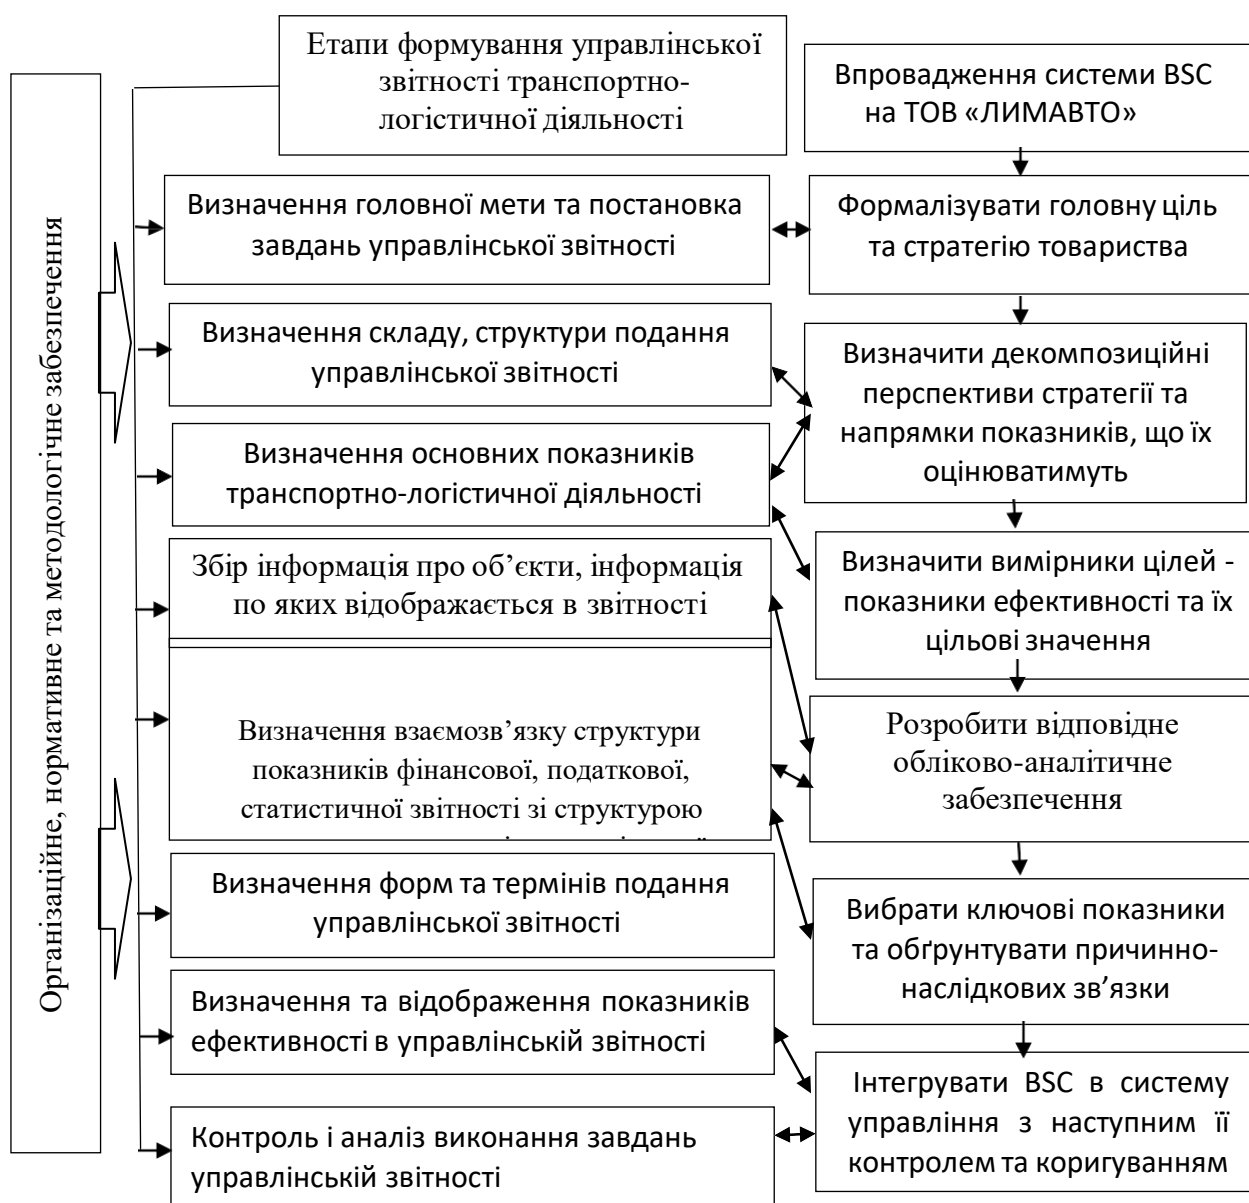 Етапи формування управлінської
звітності транспортно-
логістичної діяльності
Впровадження системи BSC
на ТОВ «ЛИМАВТО»
Організаційне, нормативне та методологічне забезпечення
Визначення головної мети та постановка
завдань управлінської звітності
Формалізувати головну ціль
та стратегію товариства
Визначення складу, структури подання
управлінської звітності
Визначити декомпозиційні
перспективи стратегії та
напрямки показників, що їх
оцінюватимуть
Визначення основних показників
транспортно-логістичної діяльності
Збір інформація про об’єкти, інформація
по яких відображається в звітності
Визначити вимірники цілей -
показники ефективності та їх
цільові значення
Визначення взаємозв’язку структури
показників фінансової, податкової,
статистичної звітності зі структурою
Розробити відповідне
обліково-аналітичне
забезпечення
Визначення форм та термінів подання
управлінської звітності
Вибрати ключові показники
та обґрунтувати причинно-
наслідкових зв’язки
Визначення та відображення показників
ефективності в управлінській звітності
Інтегрувати BSC в систему
управління з наступним її
контролем та коригуванням
Контроль і аналіз виконання завдань
управлінській звітності